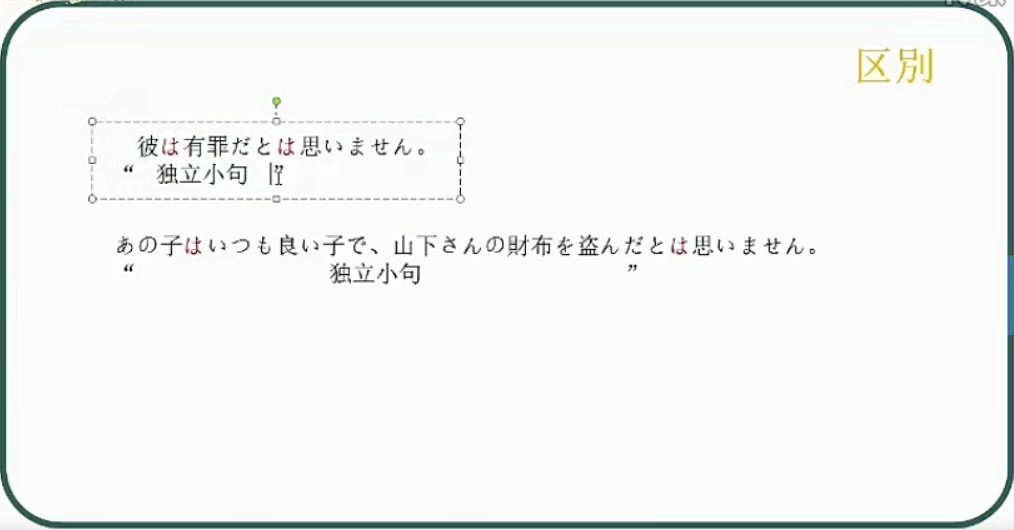 区別
彼は有罪だとは思いません。
“ 独立小句 ”
あの子はいつも良い子で、山下さんの財布を盗んだとは思いません。
“ 独立小句 ”